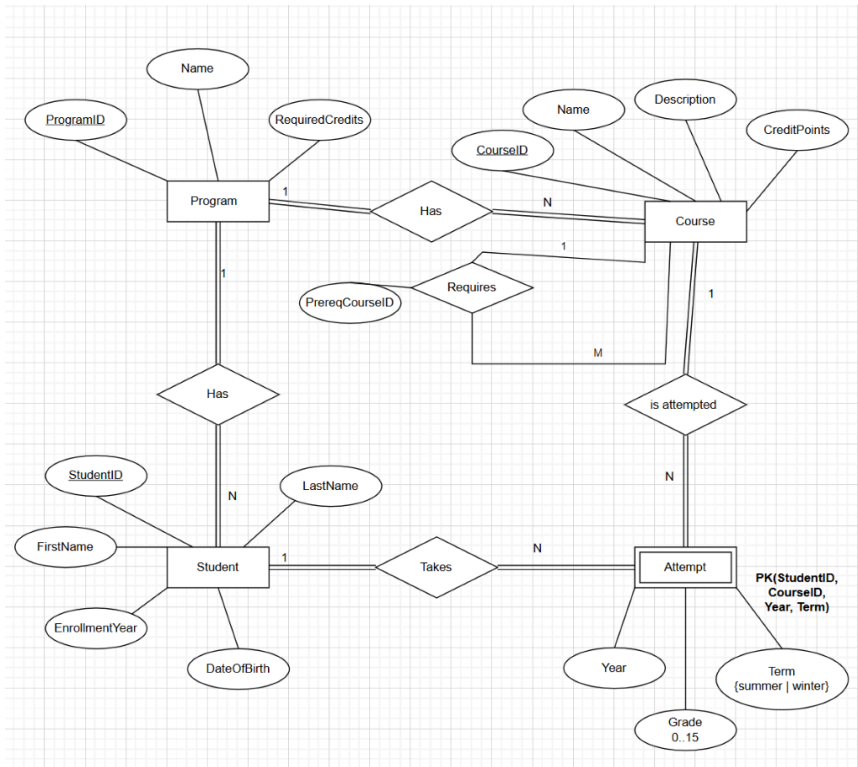 Name
ProgramID
RequiredCredits
Program
1
Has
N
CourseID
Name
Description
CreditPoints
Course
1
Requires
PrereqCourseID
M
1
Has
N
1
is attempted
N
StudentID
LastName
FirstName
Student
EnrollmentYear
DateOfBirth
1
Takes
N
Attempt
PK(StudentID,
CourseID,
Year, Term)
Year
Grade
0..15
Term
{summer | winter}